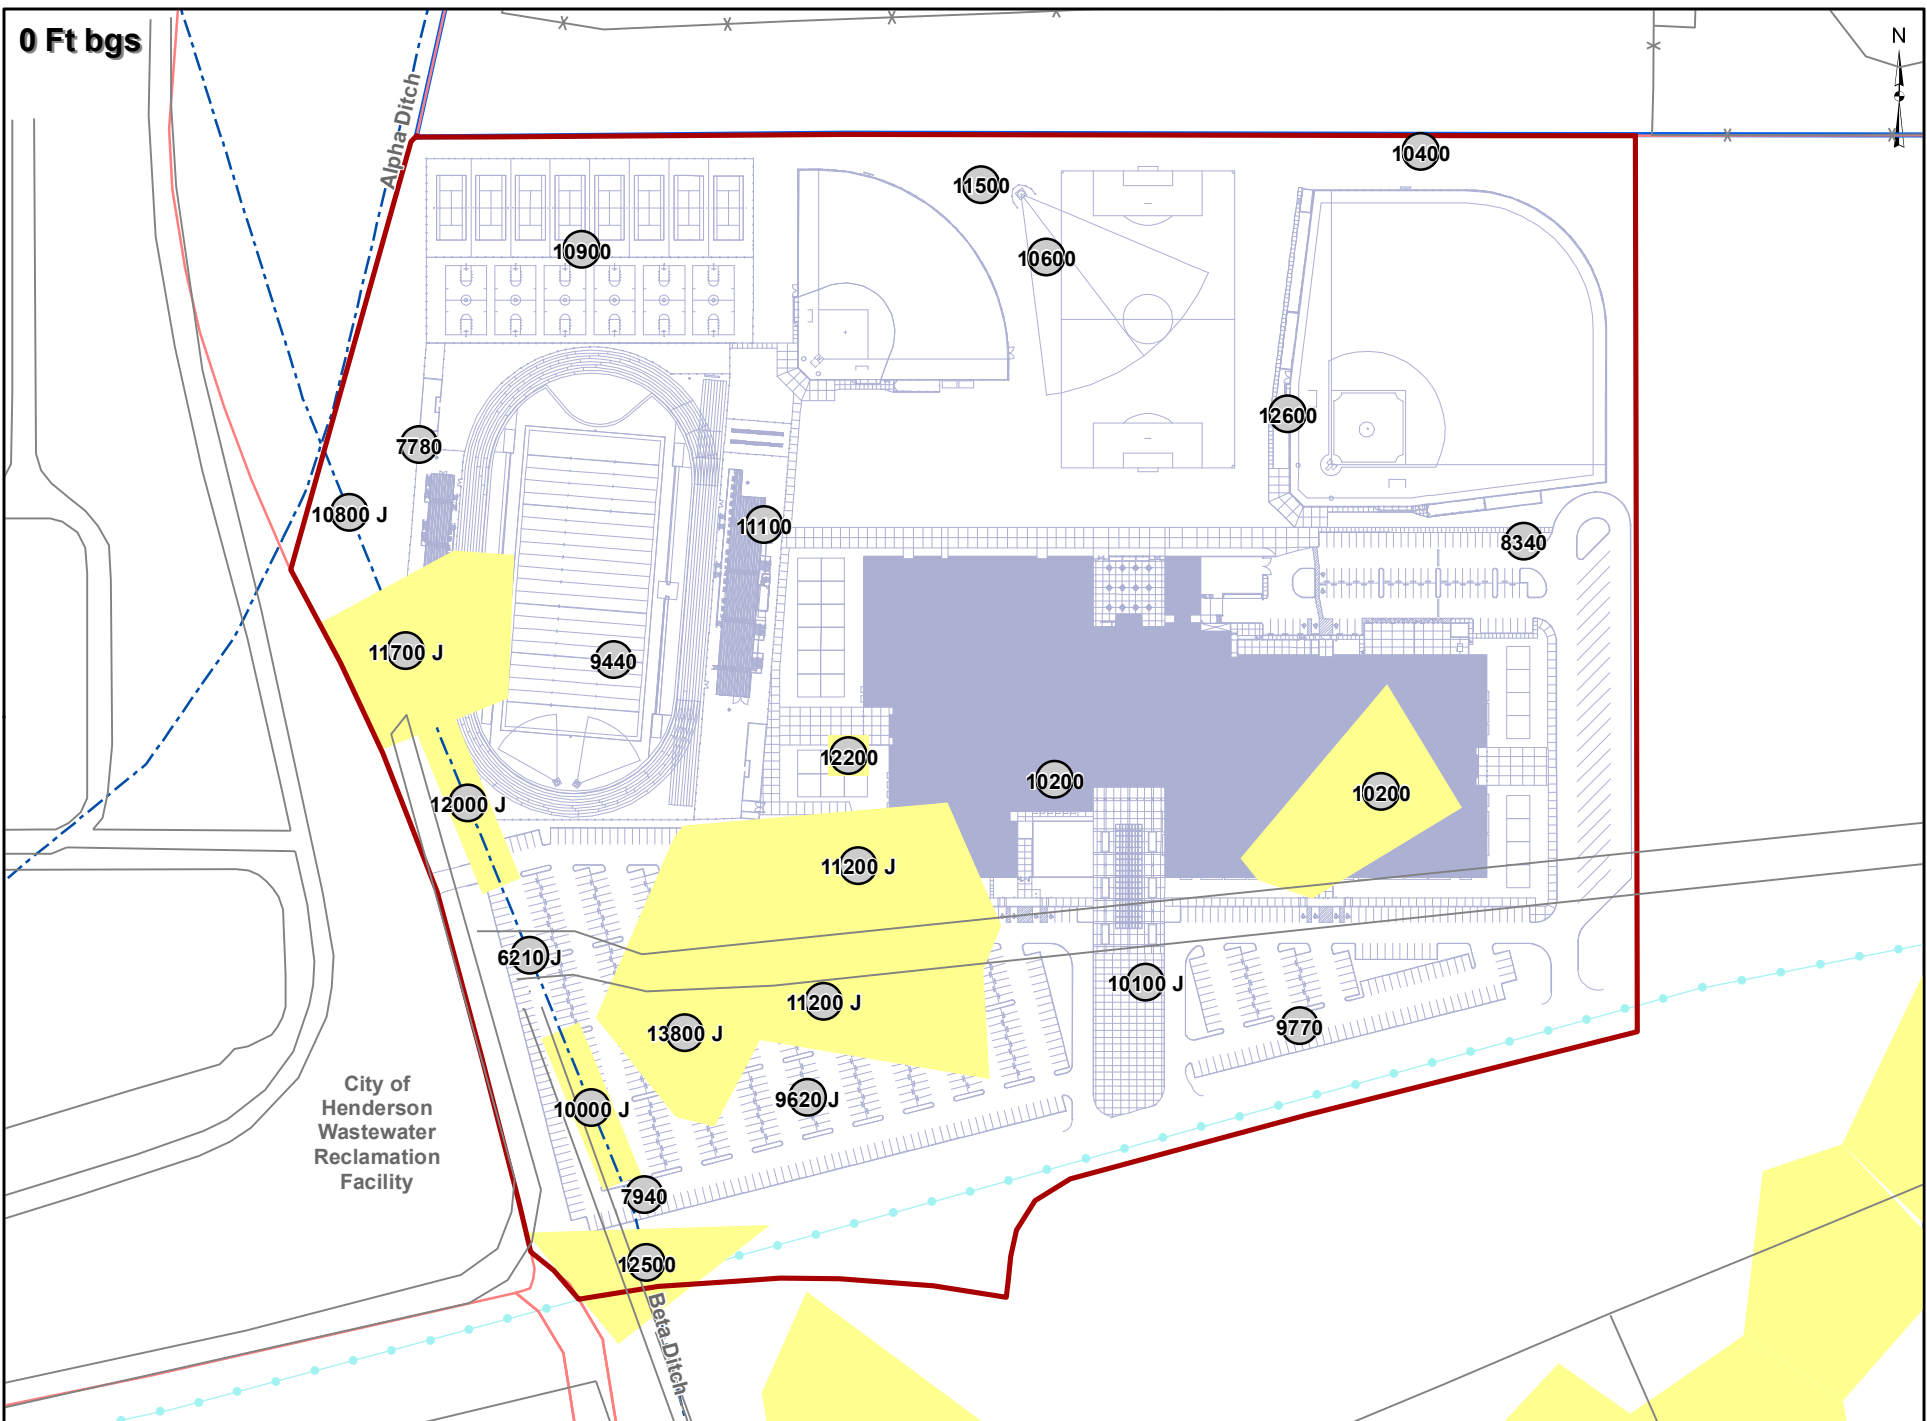 0 Ft bgs
N
Alpha Ditch
10400
11500
10900
10600
12600
7780
10800 J
11100
8340
11700 J
9440
12200
10200
10200
12000 J
11200 J
6210 J
10100 J
11200 J
9770
13800 J
City of
Henderson
Wastewater
Reclamation
Facility
9620 J
10000 J
7940
12500
Beta Ditch